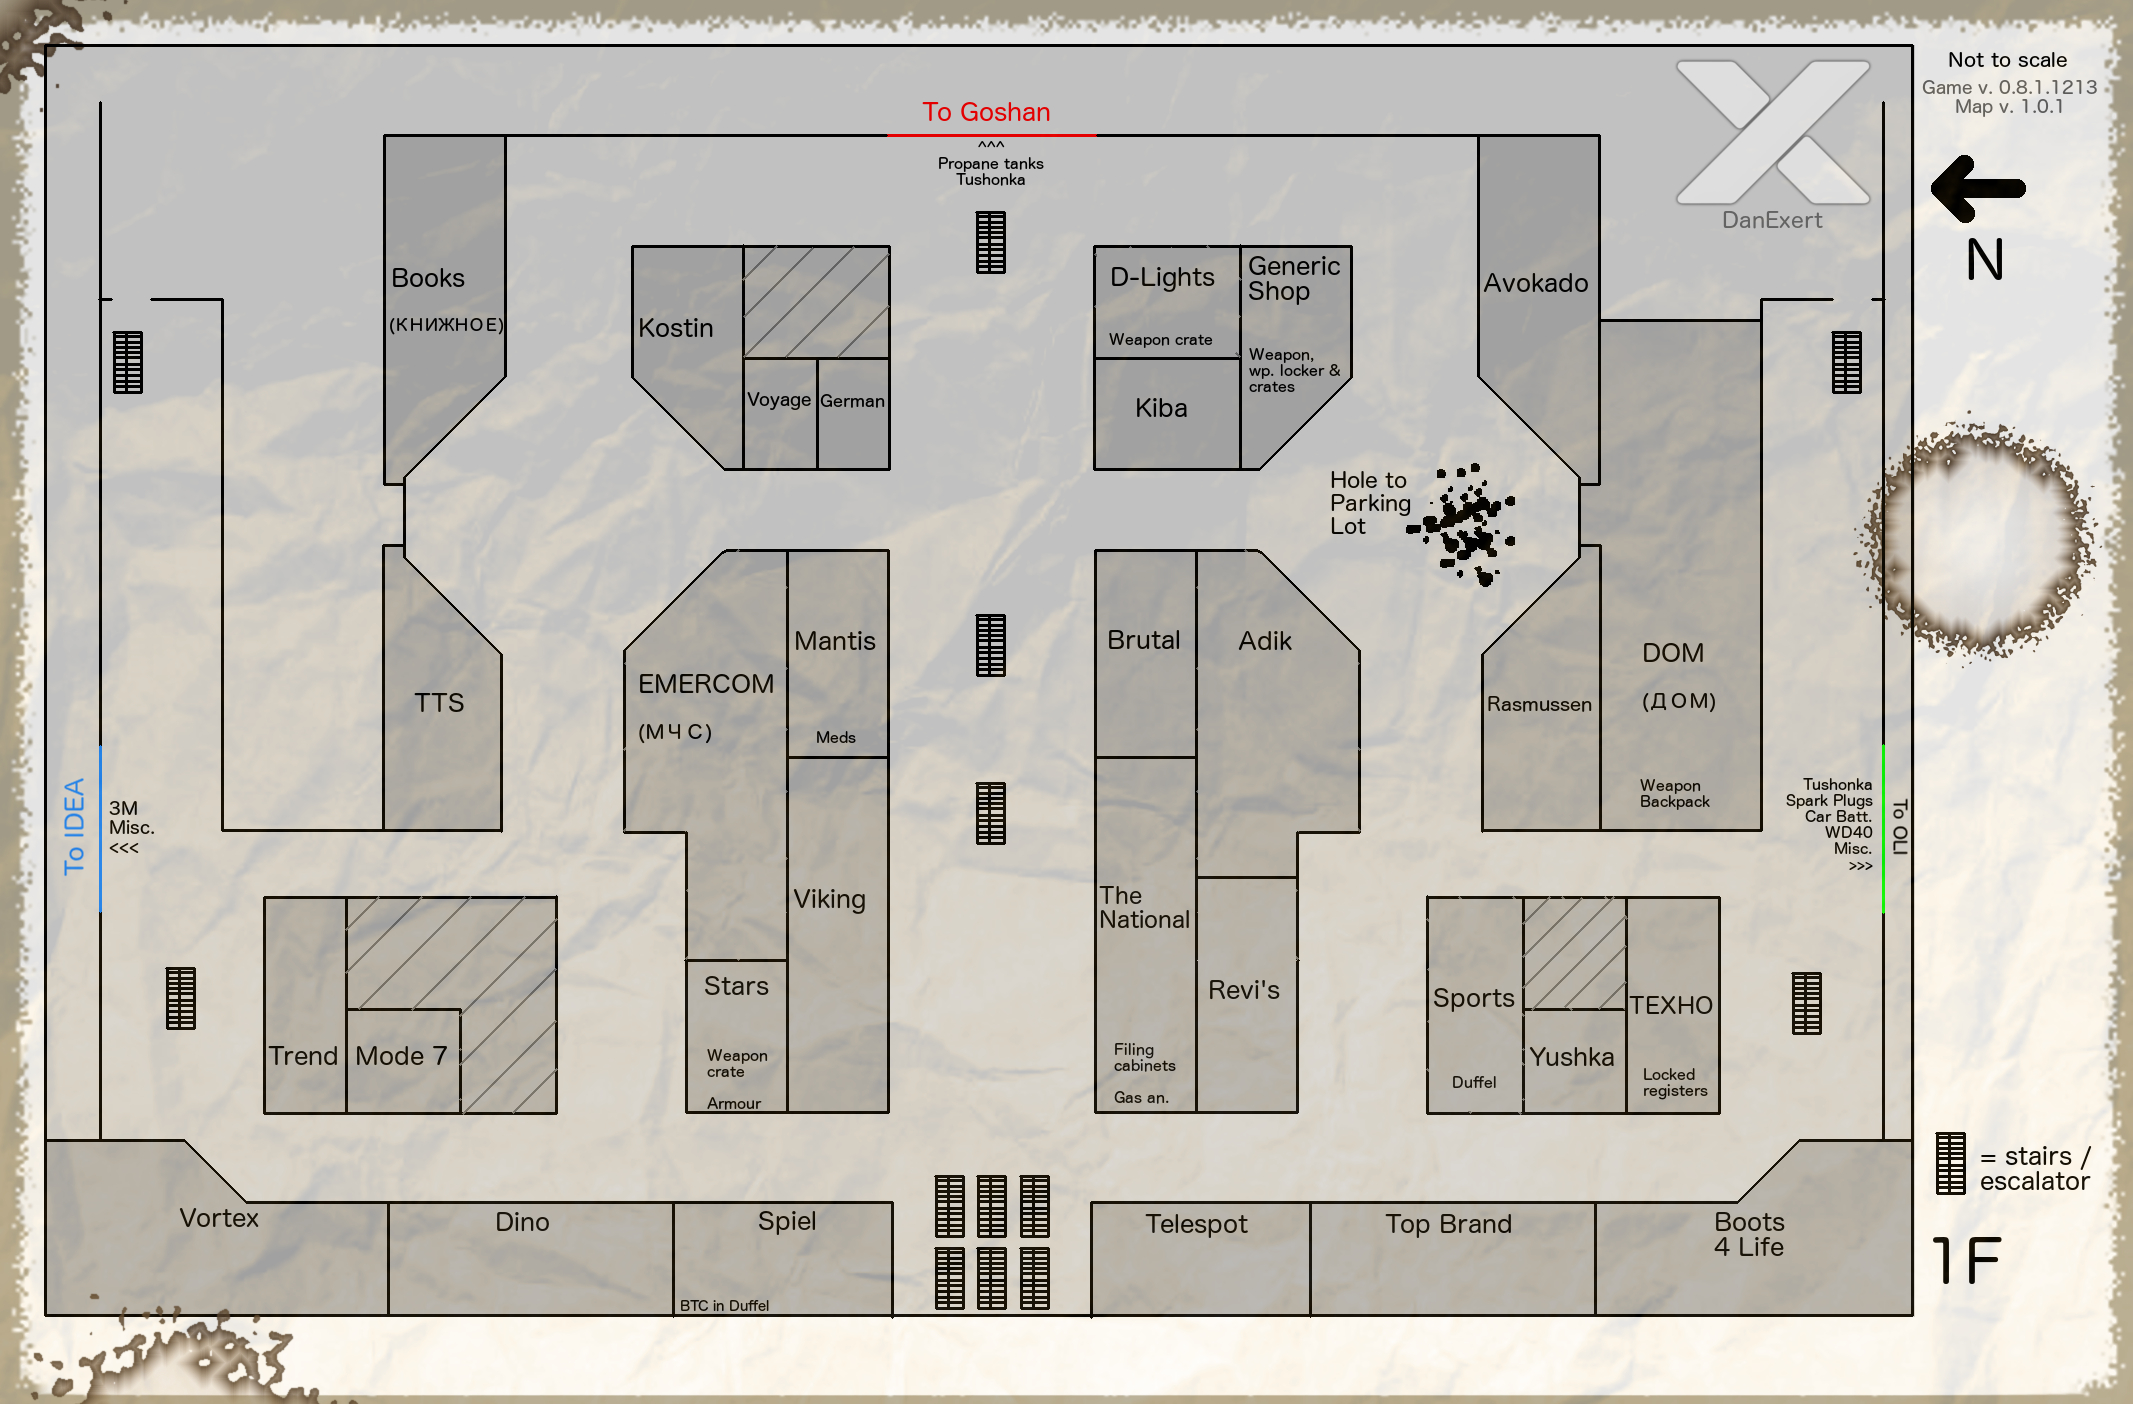 Not to scale
Game v. 0.8.1.1213
Map v. 1.0.1
DanExert
N
To Goshan
^^^
Propane tanks
Tushonka
Books
(КНИЖНОЕ)
Kostin
Voyage
German
D-Lights
Weapon crate
Generic
Shop
Weapon,
wp. locker &
crates
Kiba
Avokado
Hole to
Parking
Lot
TTS
EMERCOM
(МЧС)
Mantis
Meds
Brutal
Adik
Rasmussen
DOM
(ДОМ)
Weapon
Backpack
To IDEA
3M
Misc.
<<<
Viking
The
National
Filing
cabinets
Gas an.
Tushonka
Spark Plugs
Car Batt.
WD40
Misc.
>>>
To OLI
Trend
Mode 7
Stars
Weapon
crate
Armour
Revi's
Sports
Duffel
Yushka
TEXHO
Locked
registers
Vortex
Dino
Spiel
BTC in Duffel
Telespot
Top Brand
Boots
4 Life
= stairs /
escalator
1F